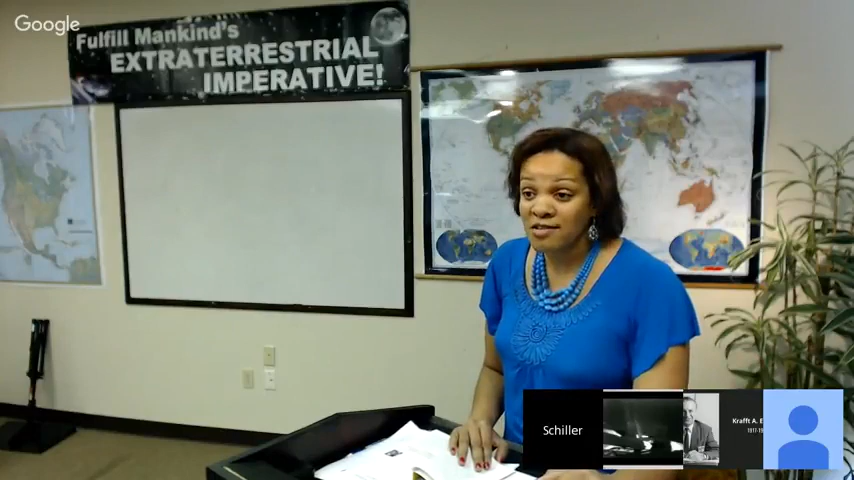 Google
Fulfill Mankind's
EXTRATERRESTRIAL
IMPERATIVE!
Schiller
Krafft A. E